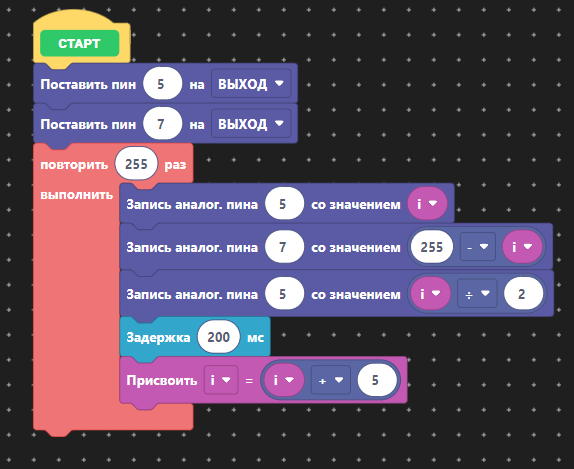 СТАРТ
Поставить пин 5 на ВЫХОД
Поставить пин 7 на ВЫХОД
повторить 255 раз
выполнить
Запись аналог. пина 5 со значением i
Запись аналог. пина 7 со значением 255 - i
Запись аналог. пина 5 со значением i ÷ 2
Задержка 200 мс
Присвоить i = i + 5